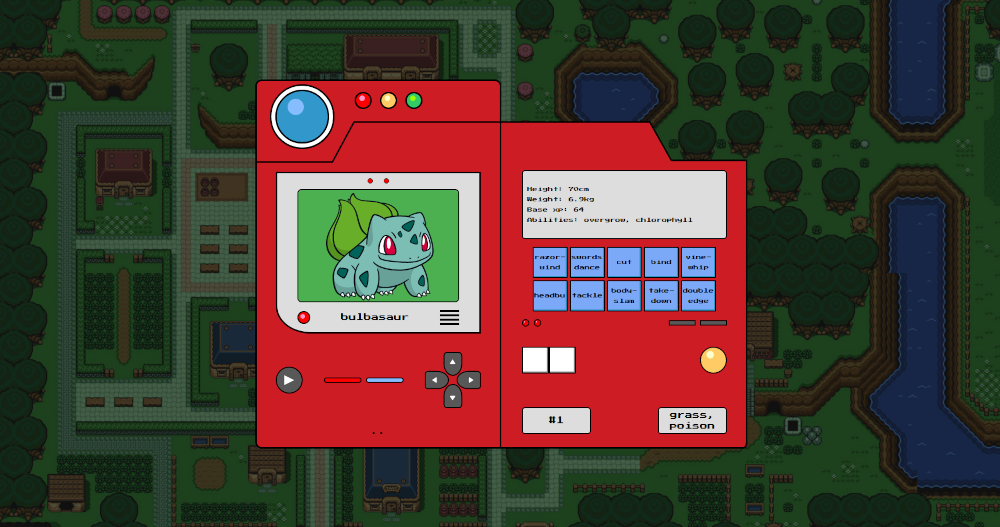 bulbasaur
Height: 70cm
Weight: 6.9kg
Base xp: 64
Abilities: overgrow, chlorophyll
razor-
wind
swords
dance
cut
bind
vine-
whip
headbu
tackle
body-
slam
take-
down
double
edge
#1
grass,
poison